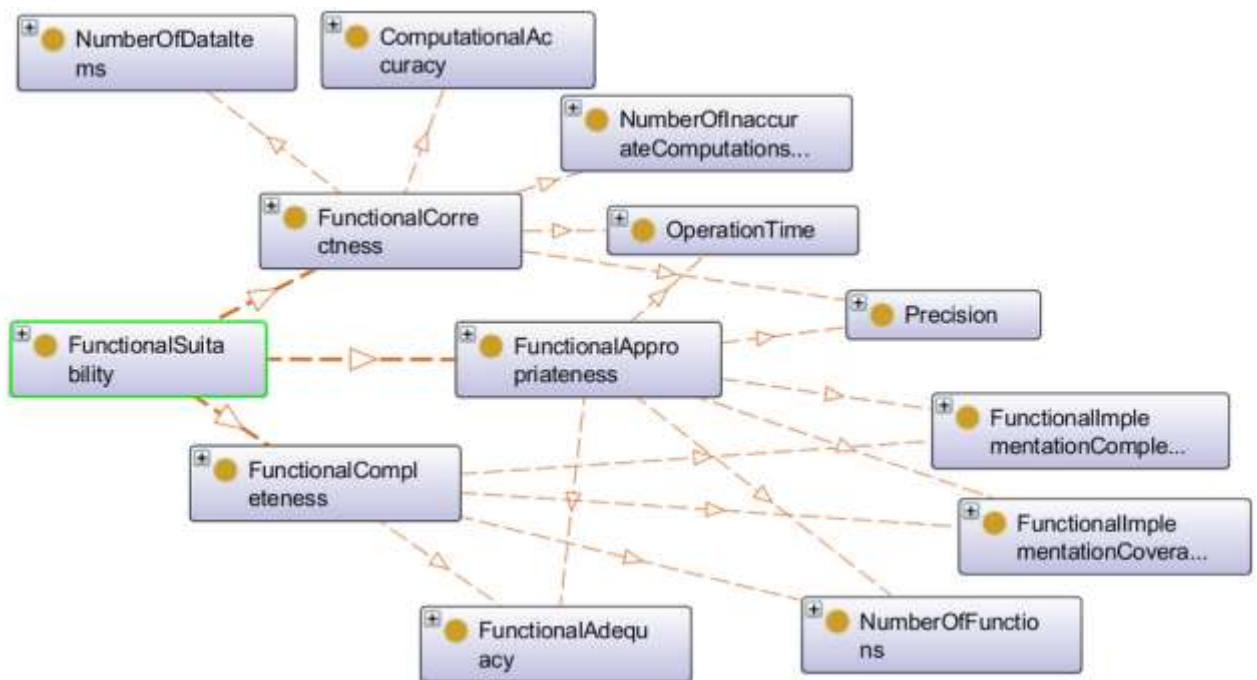 NumberOfDataIte
ms
ComputationalAc
curacy
NumberOfInaccur
ateComputations...
FunctionalCorre
ctness
OperationTime
Precision
FunctionalSuita
bility
FunctionalAppro
priateness
FunctionalImple
mentationComple...
FunctionalCompl
eteness
FunctionalImple
mentationCovera...
FunctionalAdequ
acy
NumberOfFunctio
ns